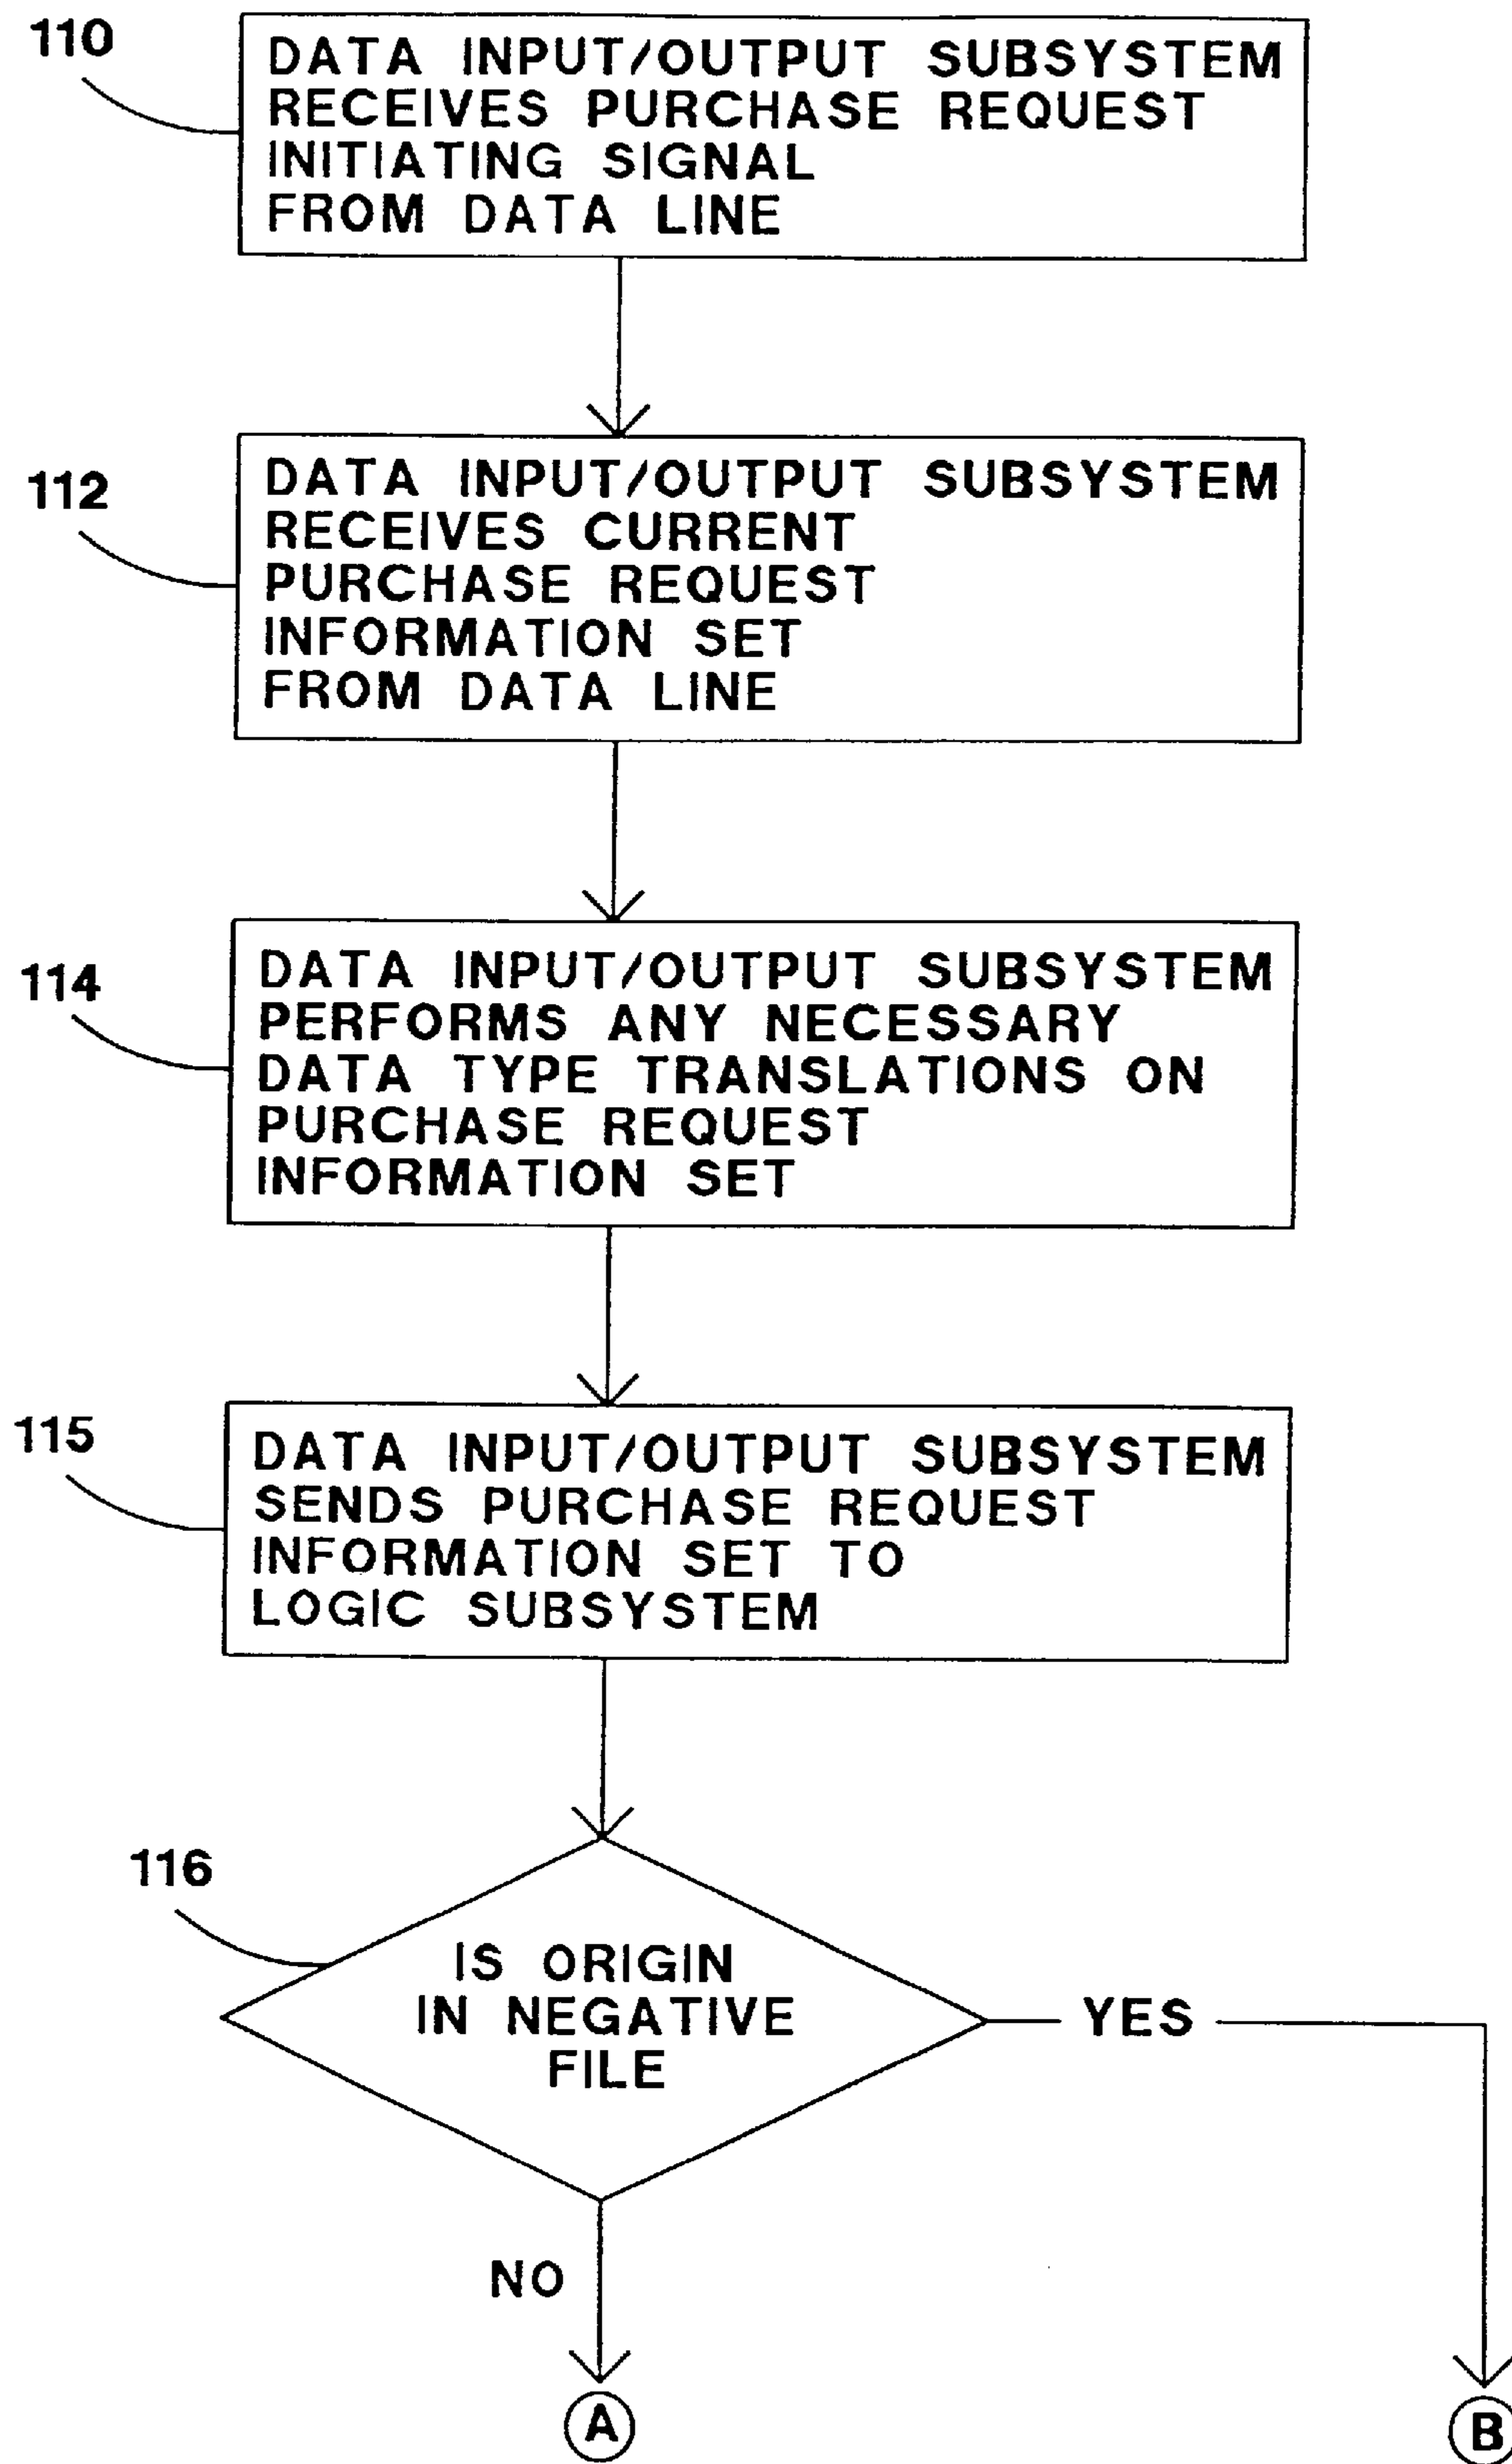 110
DATA INPUT/OUTPUT SUBSYSTEM
RECEIVES PURCHASE REQUEST
INITIATING SIGNAL
FROM DATA LINE
112
DATA INPUT/OUTPUT SUBSYSTEM
RECEIVES CURRENT
PURCHASE REQUEST
INFORMATION SET
FROM DATA LINE
114
DATA INPUT/OUTPUT SUBSYSTEM
PERFORMS ANY NECESSARY
DATA TYPE TRANSLATIONS ON
PURCHASE REQUEST
INFORMATION SET
115
DATA INPUT/OUTPUT SUBSYSTEM
SENDS PURCHASE REQUEST
INFORMATION SET TO
LOGIC SUBSYSTEM
116
IS ORIGIN
IN NEGATIVE
FILE
YES
NO
A
B